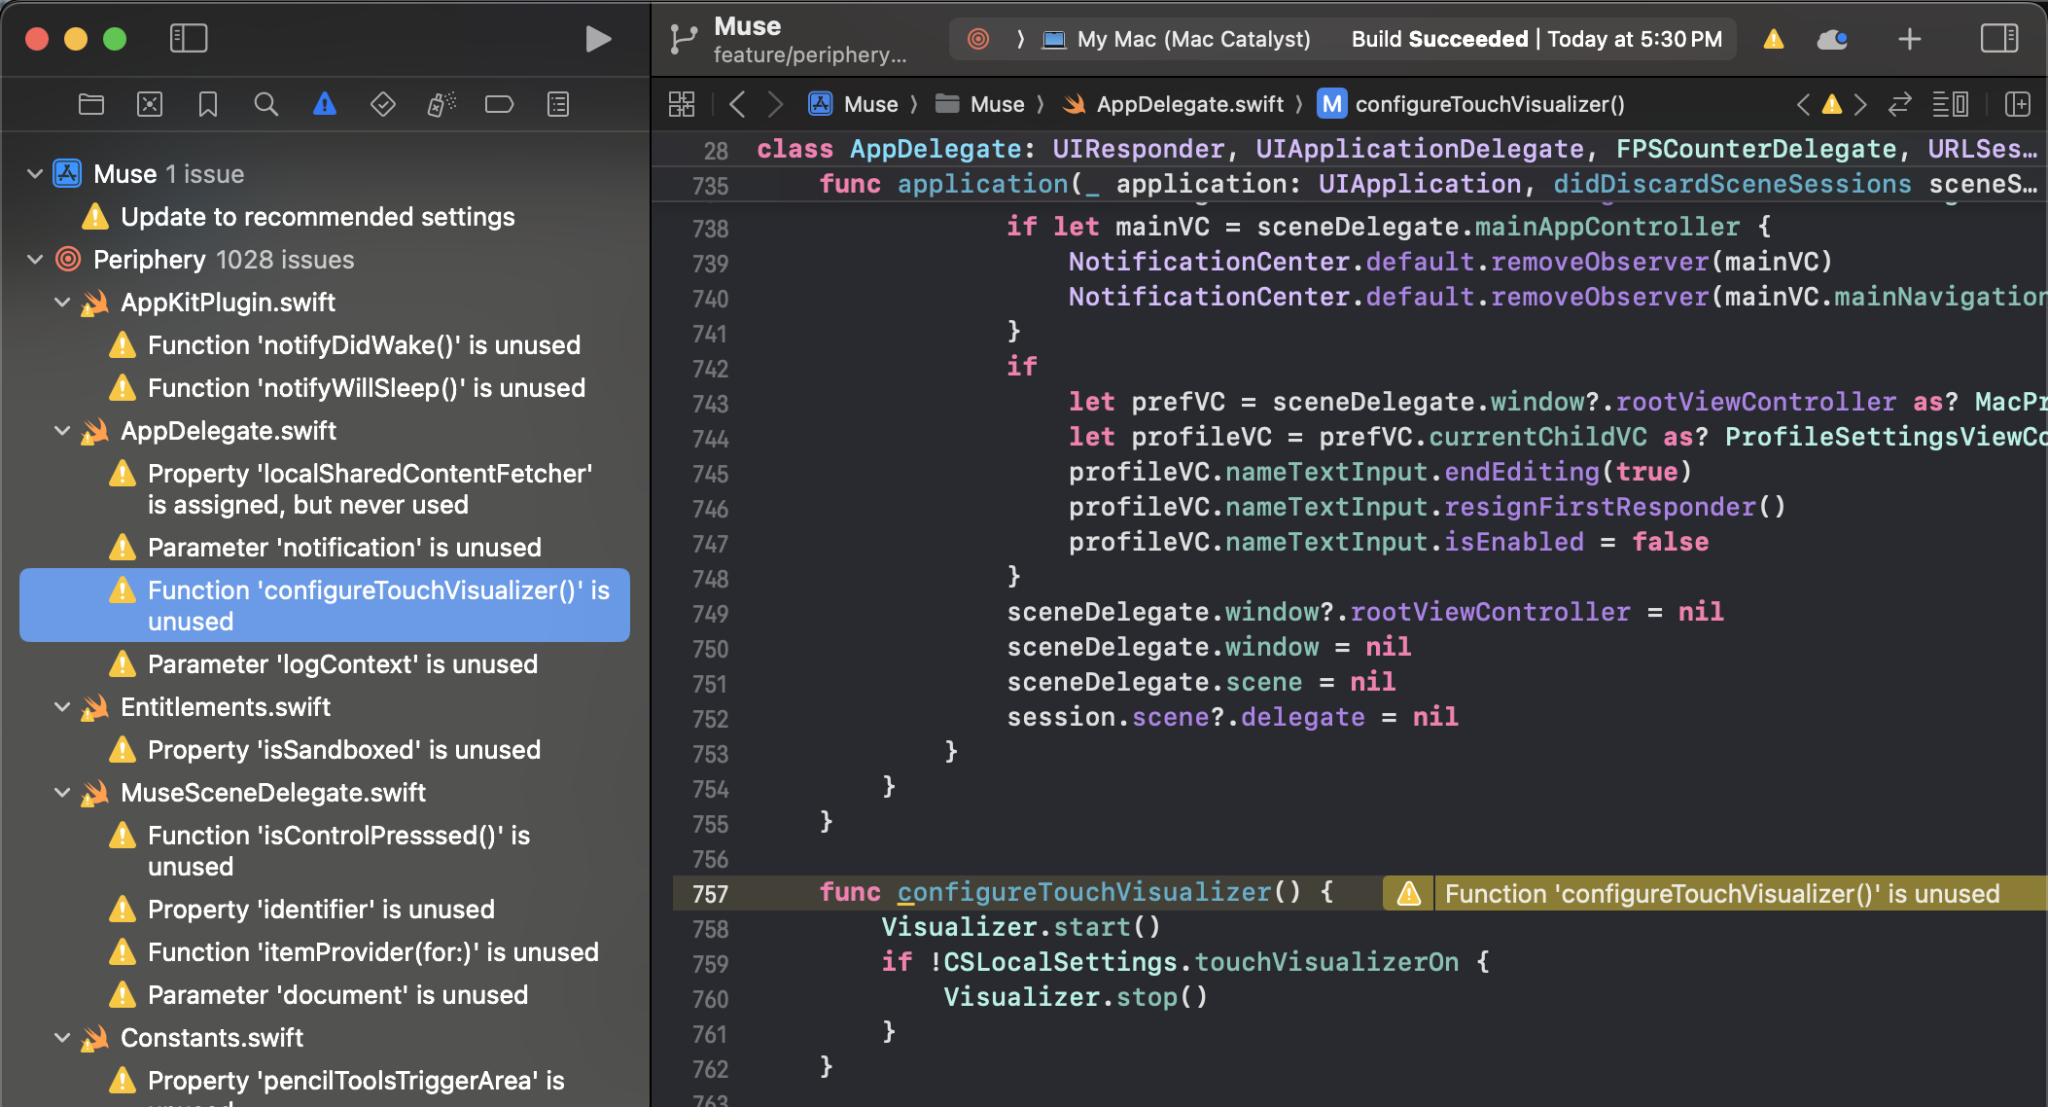 Muse
feature/periphery...
My Mac (Mac Catalyst)
Build Succeeded | Today at 5:30 PM
Muse 1 issue
Update to recommended settings
Periphery 1028 issues
AppKitPlugin.swift
Function 'notifyDidWake()' is unused
Function 'notifyWillSleep()' is unused
AppDelegate.swift
Property 'localSharedContentFetcher'
is assigned, but never used
Parameter 'notification' is unused
Function 'configureTouchVisualizer()' is
unused
Parameter 'logContext' is unused
Entitlements.swift
Property 'isSandboxed' is unused
MuseSceneDelegate.swift
Function 'isControlPresssed()' is
unused
Property 'identifier' is unused
Function 'itemProvider(for:)' is unused
Parameter 'document' is unused
Constants.swift
Property 'pencilToolsTriggerArea' is
Muse 〉 Muse 〉 AppDelegate.swift 〉 M configureTouchVisualizer()
28 class AppDelegate: UIResponder, UIApplicationDelegate, FPSCounterDelegate, URLSes…
735 func application(_ application: UIApplication, didDiscardSceneSessions sceneS…
738 if let mainVC = sceneDelegate.mainAppController {
739 NotificationCenter.default.removeObserver(mainVC)
740 NotificationCenter.default.removeObserver(mainVC.mainNavigation
741 }
742 if
743 let prefVC = sceneDelegate.window?.rootViewController as? MacPr
744 let profileVC = prefVC.currentChildVC as? ProfileSettingsViewCo
745 profileVC.nameTextInput.endEditing(true)
746 profileVC.nameTextInput.resignFirstResponder()
747 profileVC.nameTextInput.isEnabled = false
748 }
749 sceneDelegate.window?.rootViewController = nil
750 sceneDelegate.window = nil
751 sceneDelegate.scene = nil
752 session.scene?.delegate = nil
753 }
754 }
755 }
756
757 func configureTouchVisualizer() { Function 'configureTouchVisualizer()' is unused
758 Visualizer.start()
759 if !CSLocalSettings.touchVisualizerOn {
760 Visualizer.stop()
761 }
762 }
763